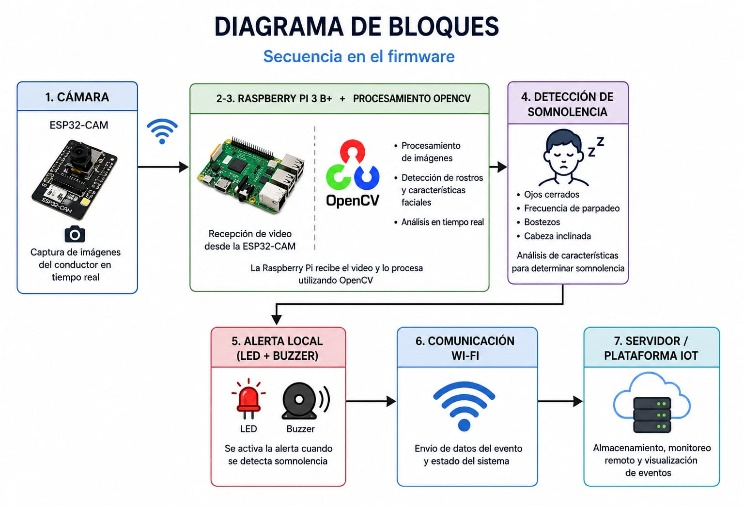 DIAGRAMA DE BLOQUES
Secuencia en el firmware
1. CÁMARA
ESP32-CAM
ESP32-CAM
Captura de imágenes
del conductor en
tiempo real
2-3. RASPBERRY PI 3 B+ + PROCESAMIENTO OPENCV
Recepción de video
desde la ESP32-CAM
OpenCV
• Procesamiento
de imágenes
• Detección de rostros
y características
faciales
• Análisis en tiempo real
La Raspberry Pi recibe el video y lo procesa
utilizando OpenCV
4. DETECCIÓN DE
SOMNOLENCIA
z z z
• Ojos cerrados
• Frecuencia de parpadeo
• Bostezos
• Cabeza inclinada
Análisis de características
para determinar somnolencia
5. ALERTA LOCAL
(LED + BUZZER)
LED
Buzzer
Se activa la alerta cuando
se detecta somnolencia
6. COMUNICACIÓN
WI-FI
Envío de datos del evento
y estado del sistema
7. SERVIDOR /
PLATAFORMA IOT
Almacenamiento, monitoreo
remoto y visualización
de eventos